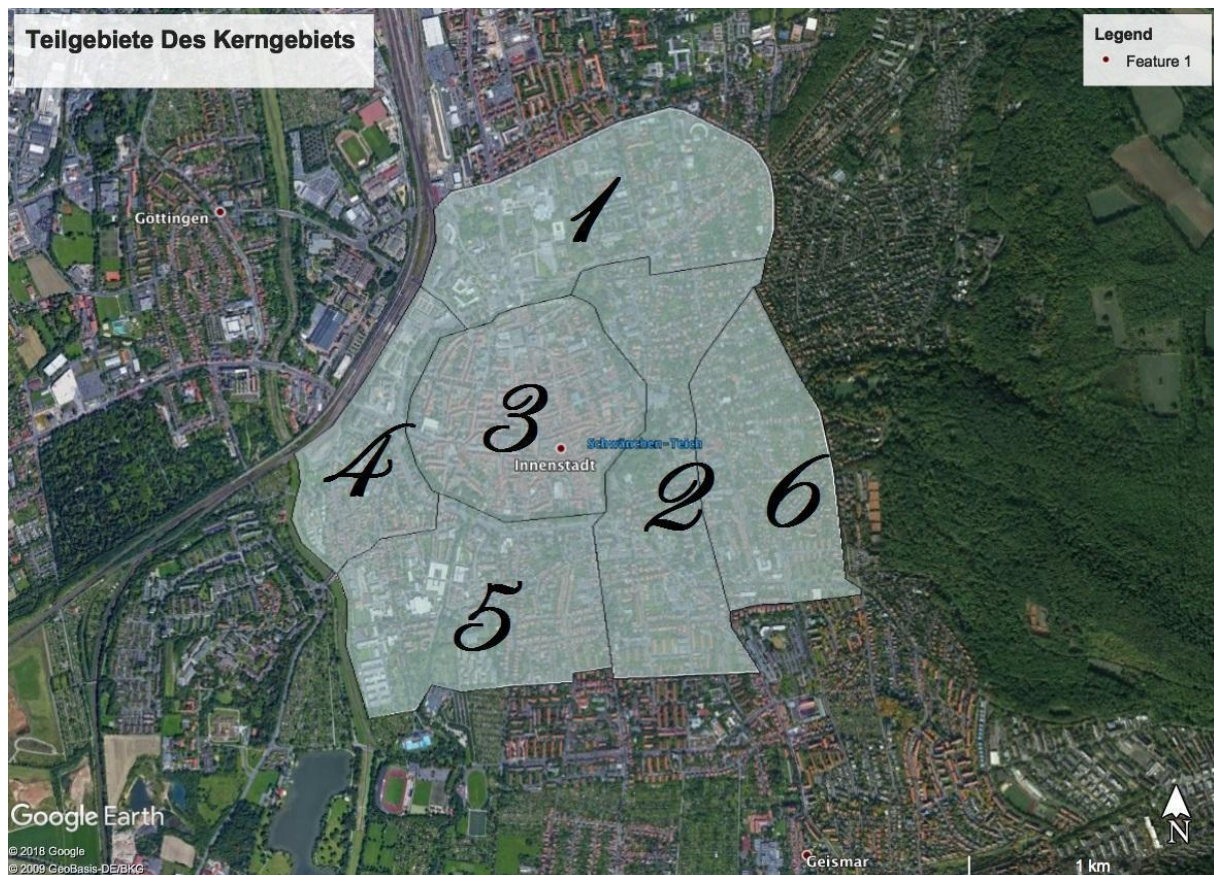 Teilgebiete Des Kerngebiets
Legend
Feature 1
1
Göttingen
3
Schwänchen-Teich
Innenstadt
4
2
6
5
Google Earth
N
© 2018 Google
© 2009 GeoBasis-DE/BKG
Geismar
1 km